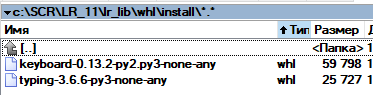 c:\SCR\LR_11\lr_lib\whl\install\*.*
Имя Тип Размер
[..] <Папка>
keyboard-0.13.2-py2.py3-none-any whl 59 798
typing-3.6.6-py3-none-any whl 25 727